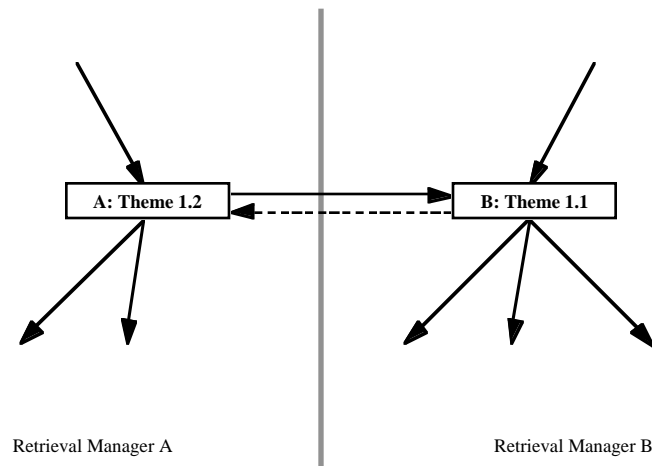 A: Theme 1.2
B: Theme 1.1
Retrieval Manager A
Retrieval Manager B